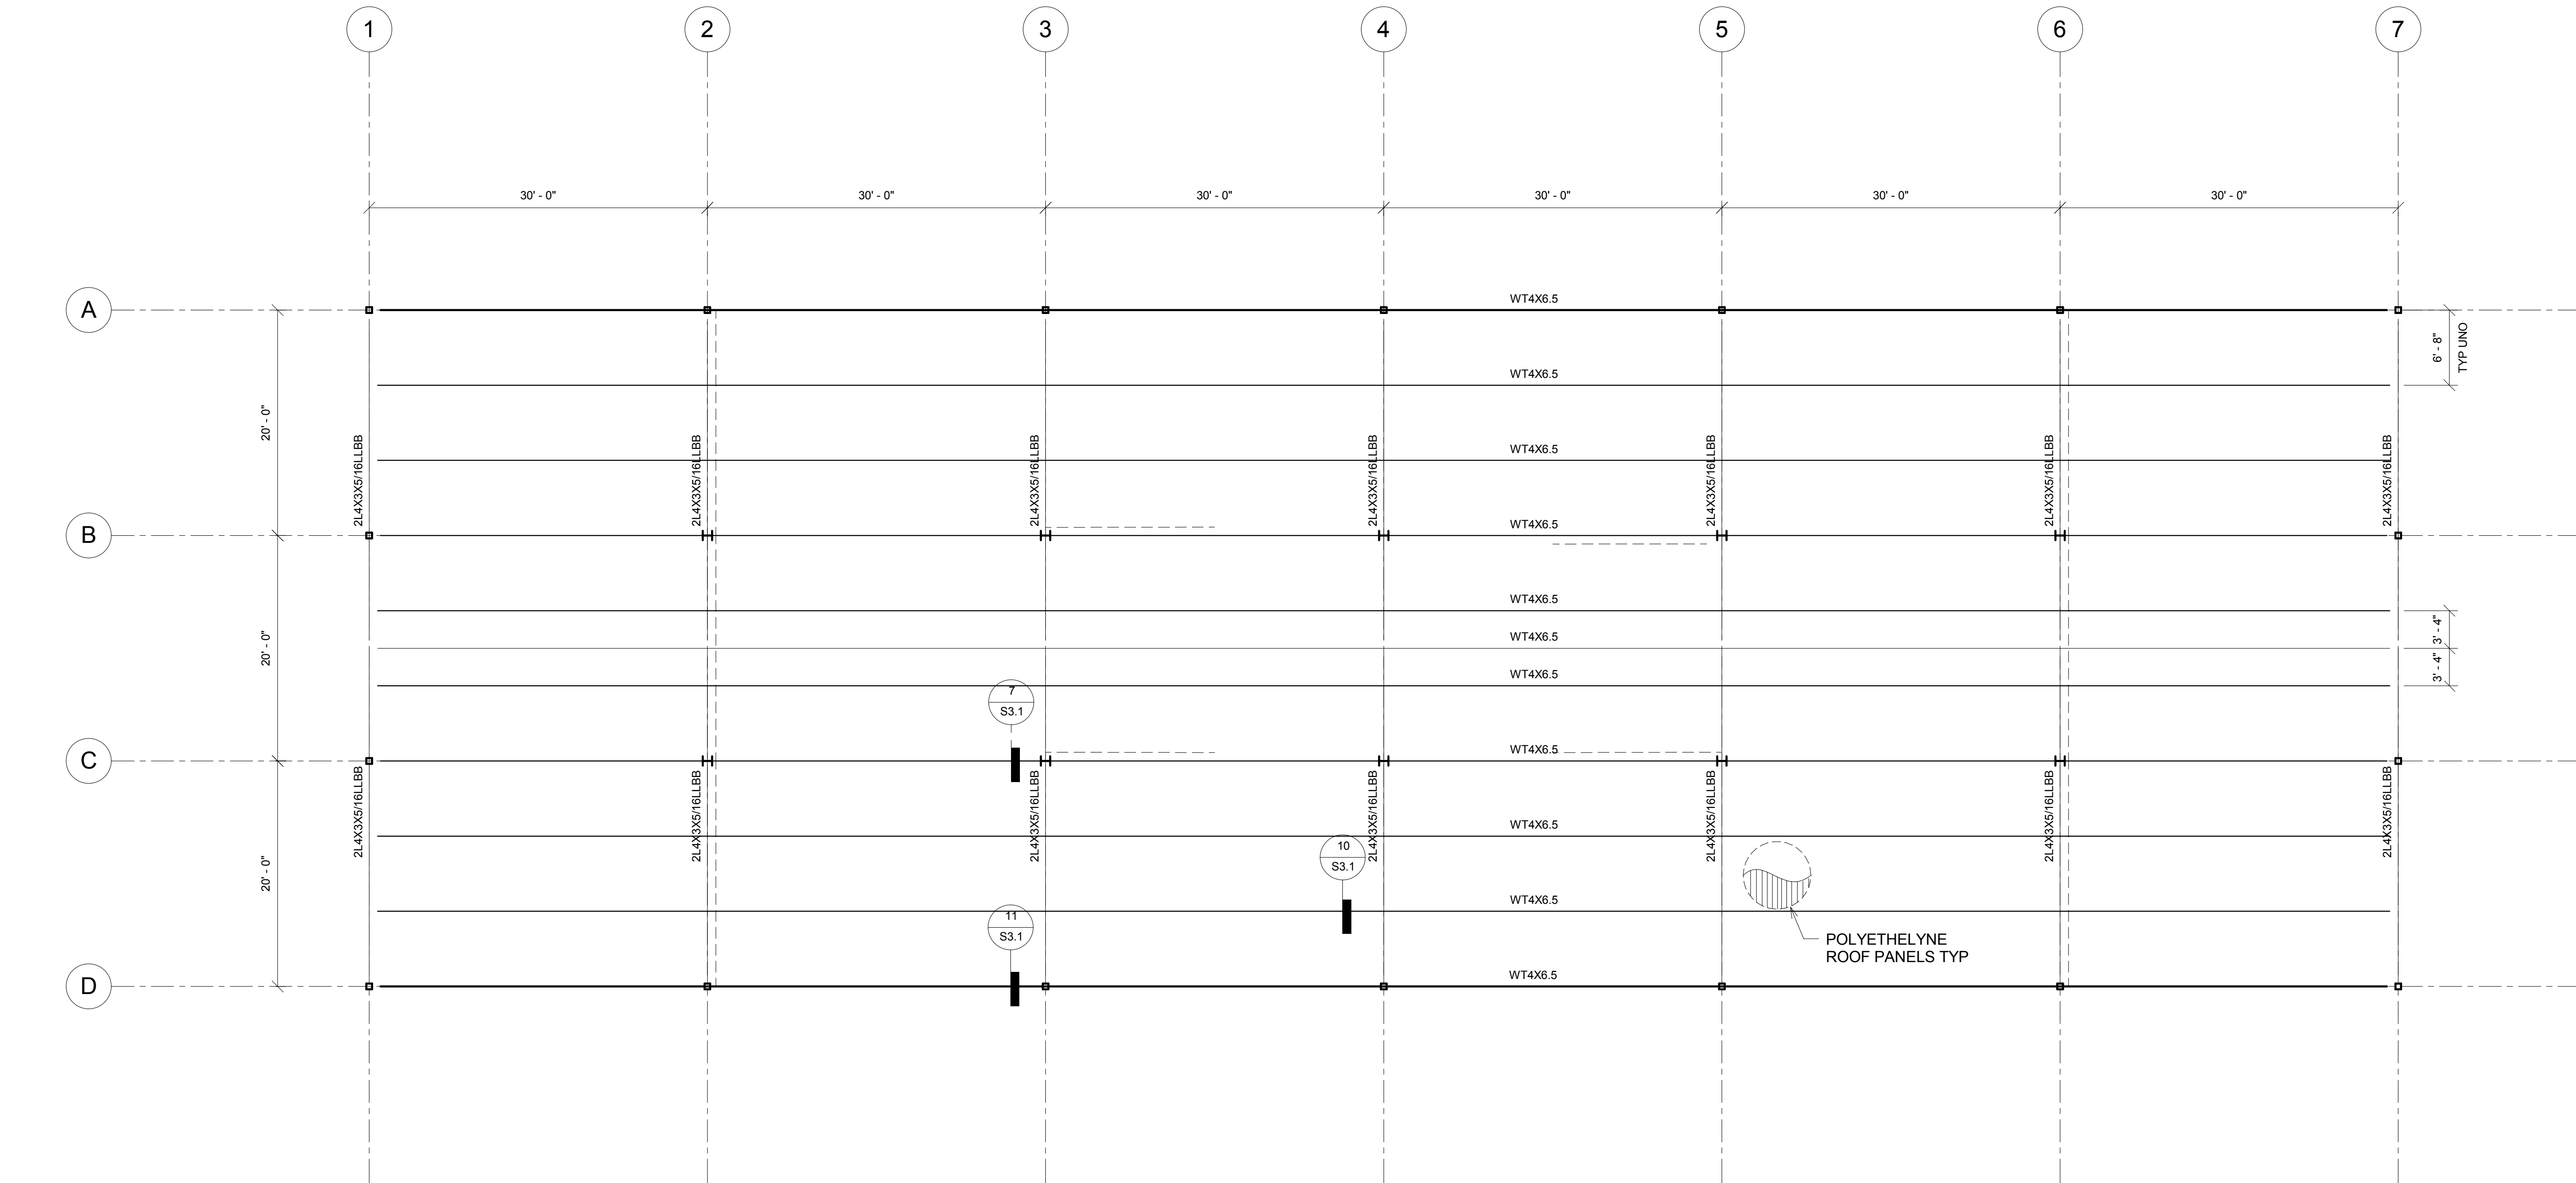 1
2
3
4
5
6
7
30' - 0"
30' - 0"
30' - 0"
30' - 0"
30' - 0"
30' - 0"
A
WT4X6.5
6' - 8"
TYP UNO
WT4X6.5
20' - 0"
WT4X6.5
2L4X3X5/16LLBB
2L4X3X5/16LLBB
2L4X3X5/16LLBB
2L4X3X5/16LLBB
2L4X3X5/16LLBB
2L4X3X5/16LLBB
2L4X3X5/16LLBB
B
WT4X6.5
WT4X6.5
20' - 0"
WT4X6.5
3' - 4"
3' - 4"
WT4X6.5
7
S3.1
C
WT4X6.5
2L4X3X5/16LLBB
2L4X3X5/16LLBB
2L4X3X5/16LLBB
2L4X3X5/16LLBB
2L4X3X5/16LLBB
2L4X3X5/16LLBB
2L4X3X5/16LLBB
WT4X6.5
10
S3.1
20' - 0"
WT4X6.5
11
S3.1
POLYETHELYNE
ROOF PANELS TYP
D
WT4X6.5